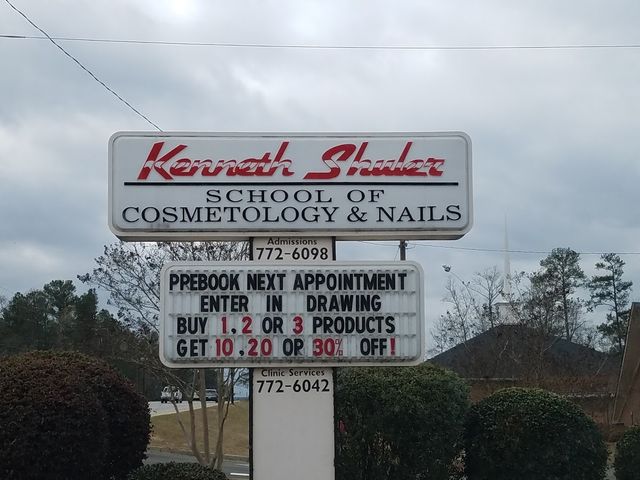 Kenneth Shuler
SCHOOL OF
COSMETOLOGY & NAILS
Admissions
772-6098
PREBOOK NEXT APPOINTMENT
ENTER IN DRAWING
BUY 1,2 OR 3 PRODUCTS
GET 10,20 OR 30% OFF!
Clinic Services
772-6042